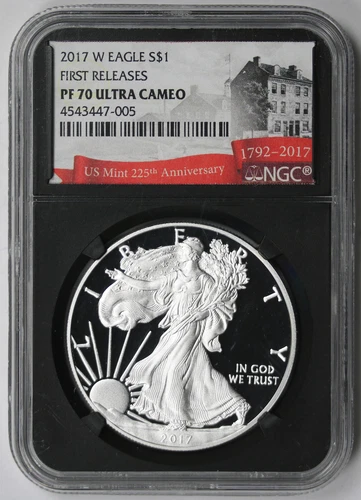 2017 W EAGLE S$1
FIRST RELEASES
PF 70 ULTRA CAMEO
4543447-005
1792–2017
US Mint 225th Anniversary
NGC®
LIBERTY
IN GOD
WE TRUST
2017